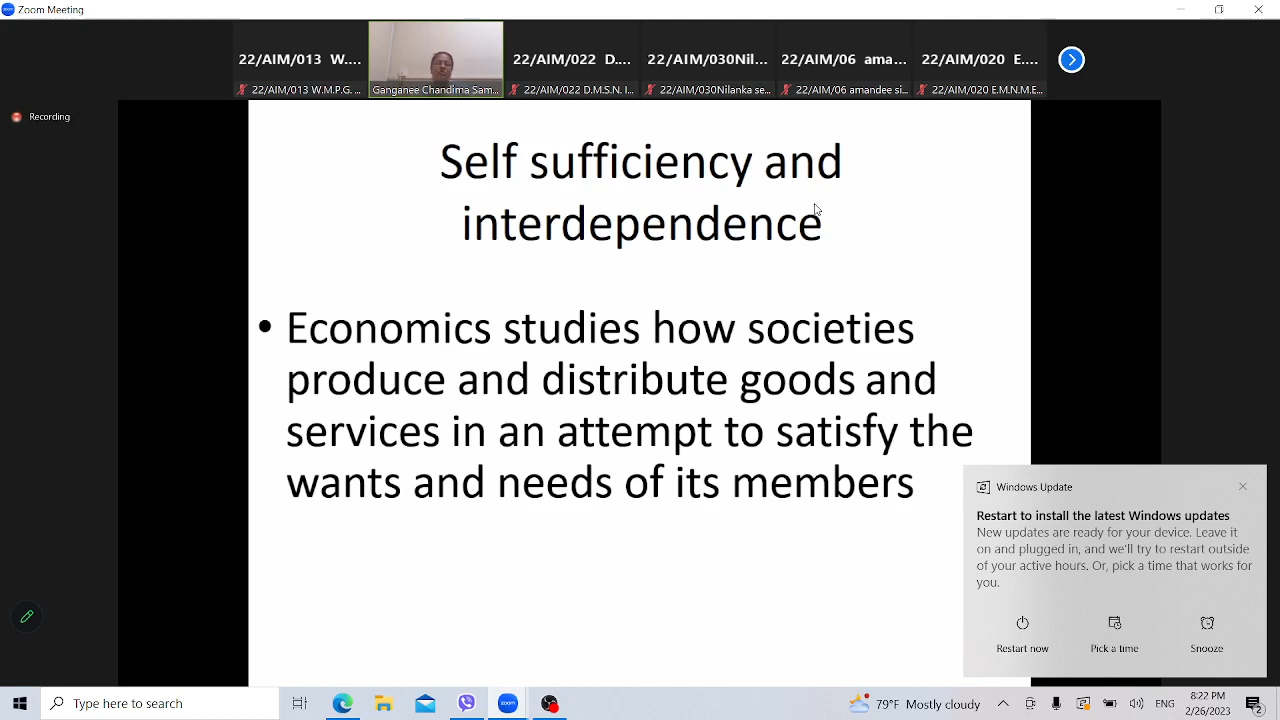 Zoom Meeting
22/AIM/013 W....
22/AIM/022 D....
22/AIM/030Nil...
22/AIM/06 ama...
22/AIM/020 E....
22/AIM/013 W.M.P.G. ...
Ganganee Chandima Sam...
22/AIM/022 D.M.S.N. I...
22/AIM/030Nilanka se...
22/AIM/06 amandee si...
22/AIM/020 E.M.N.M.E...
Recording
Self sufficiency and
interdependence
• Economics studies how societies
produce and distribute goods and
services in an attempt to satisfy the
wants and needs of its members
Windows Update
Restart to install the latest Windows updates
New updates are ready for your device. Leave it
on and plugged in, and we'll try to restart outside
of your active hours. Or, pick a time that works for
you.
Restart now
Pick a time
Snooze
Type here to search
zoom
79°F Mostly cloudy
ENG
8:22 PM
2/26/2023
2